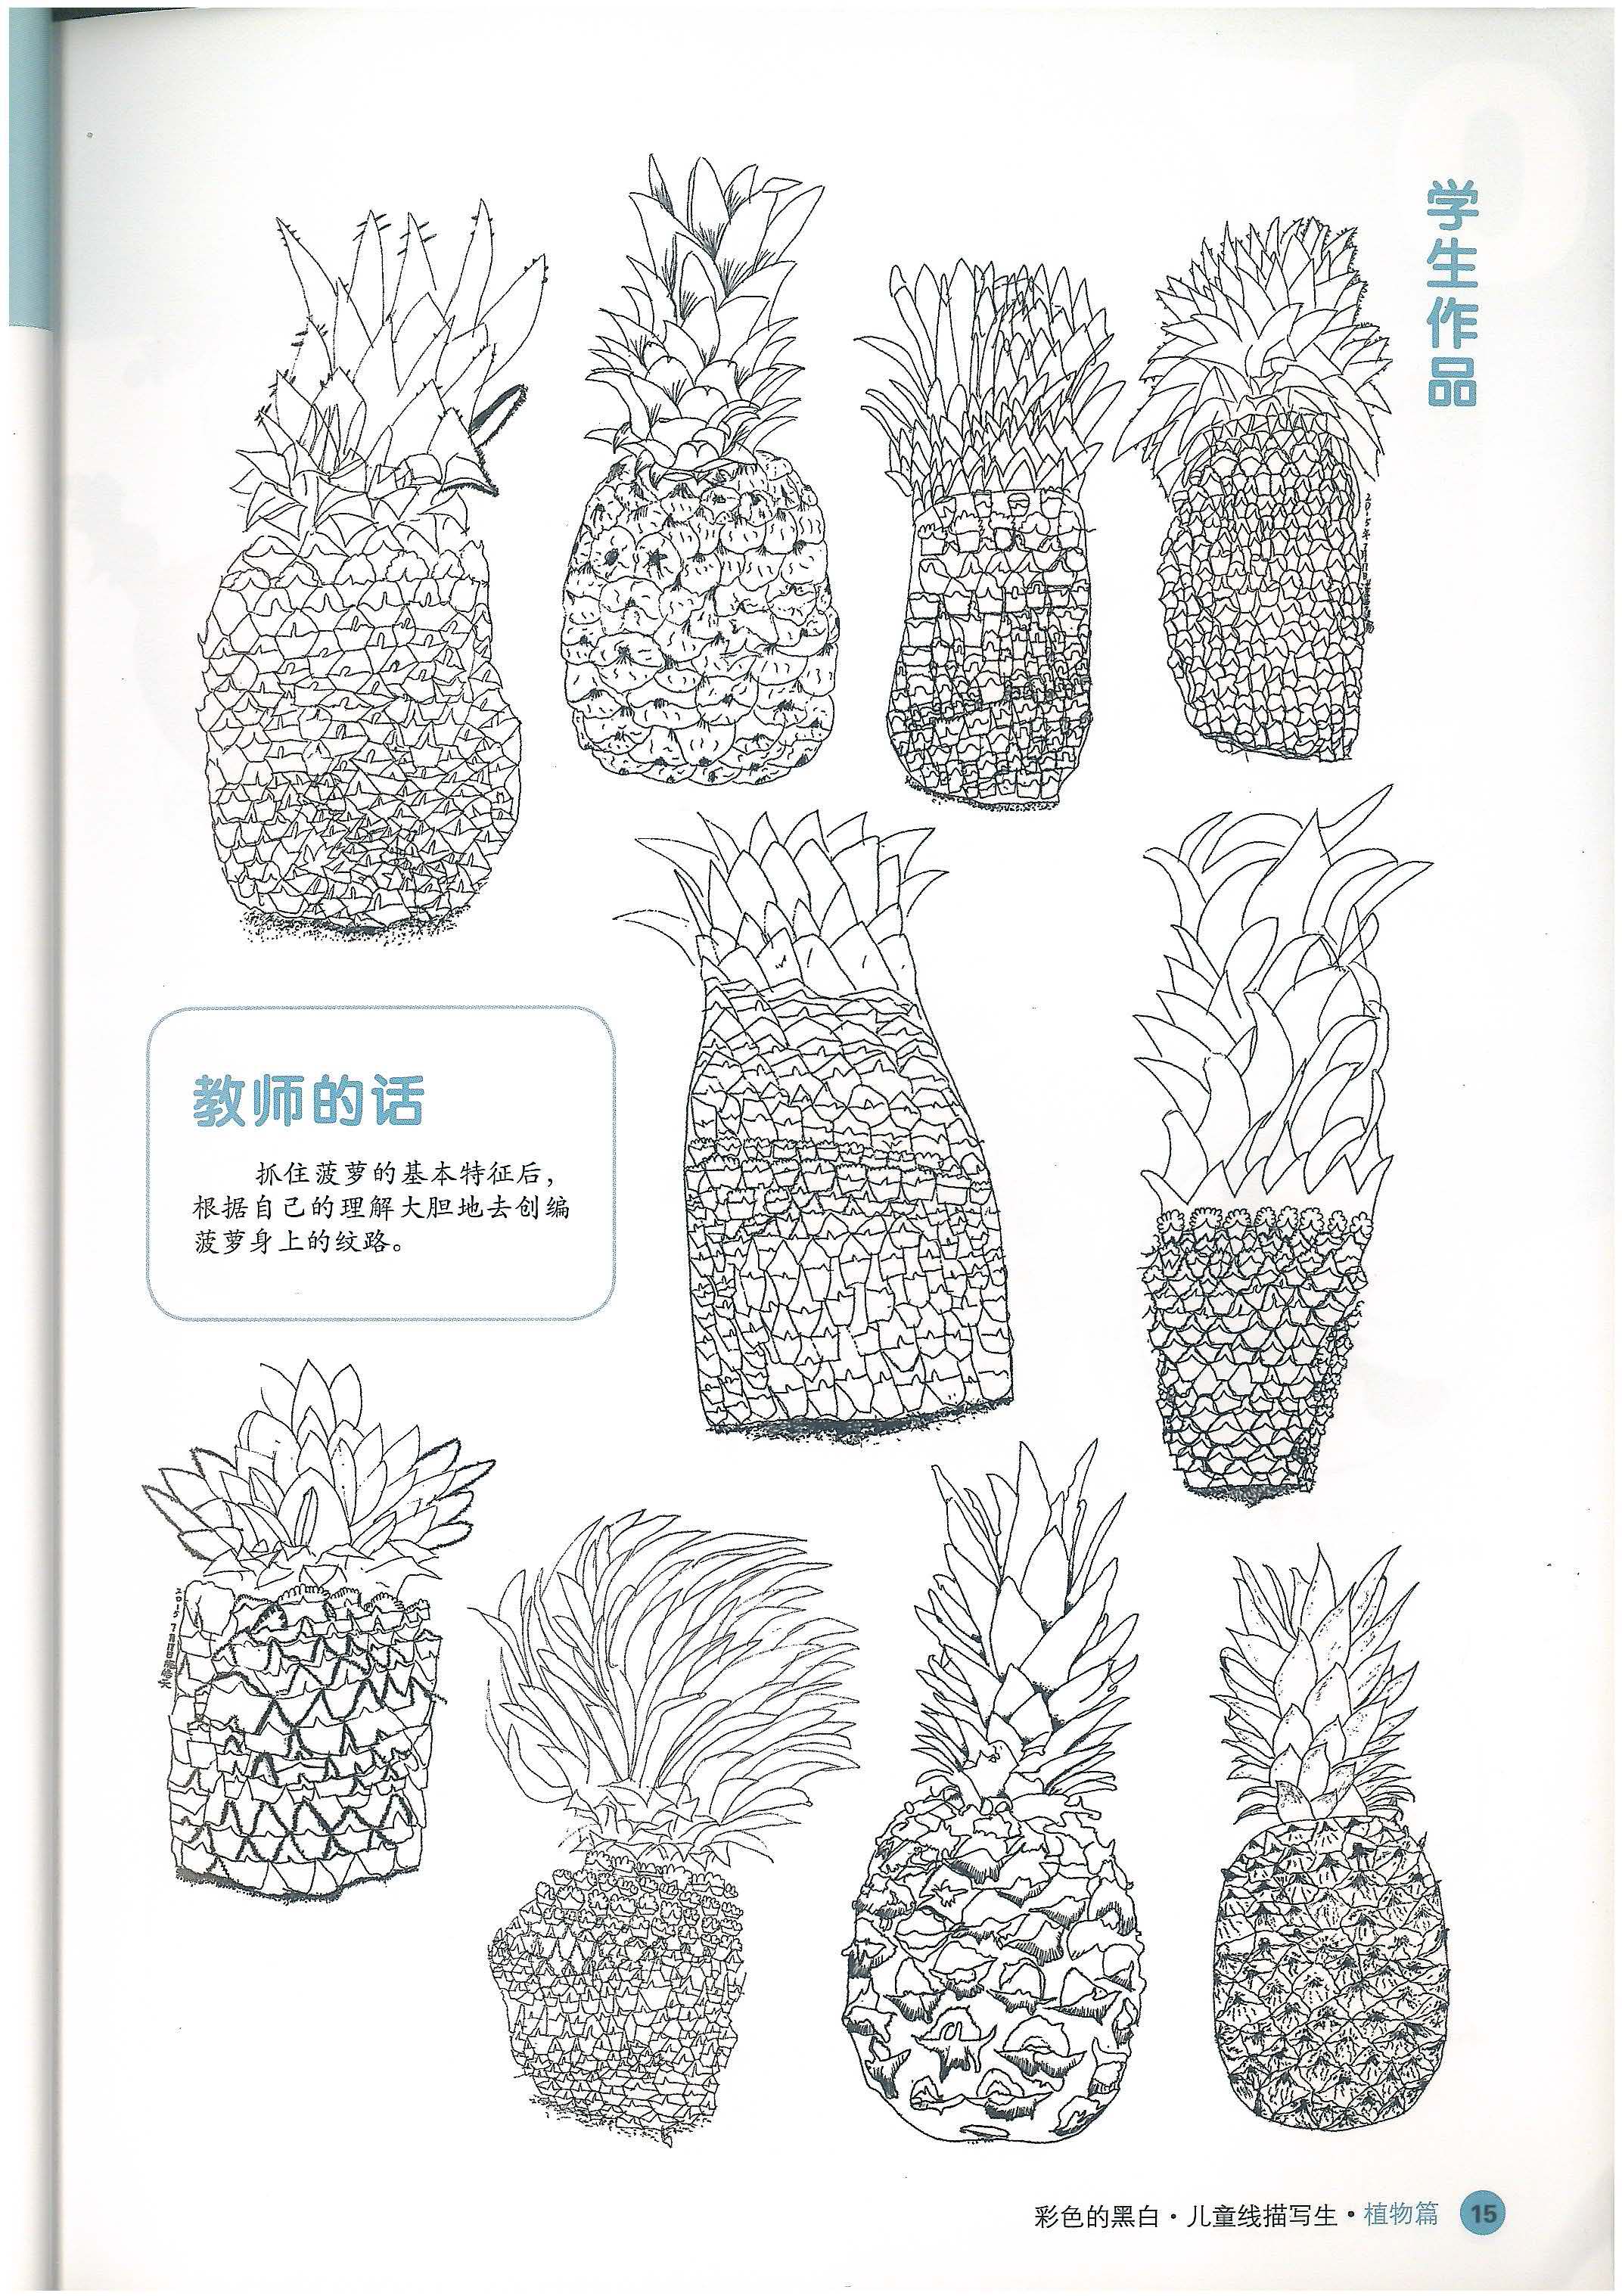 学生作品
教师的话
抓住菠萝的基本特征后，
根据自己的理解大胆地去创编
菠萝身上的纹路。
彩色的黑白·儿童线描写生·植物篇 15